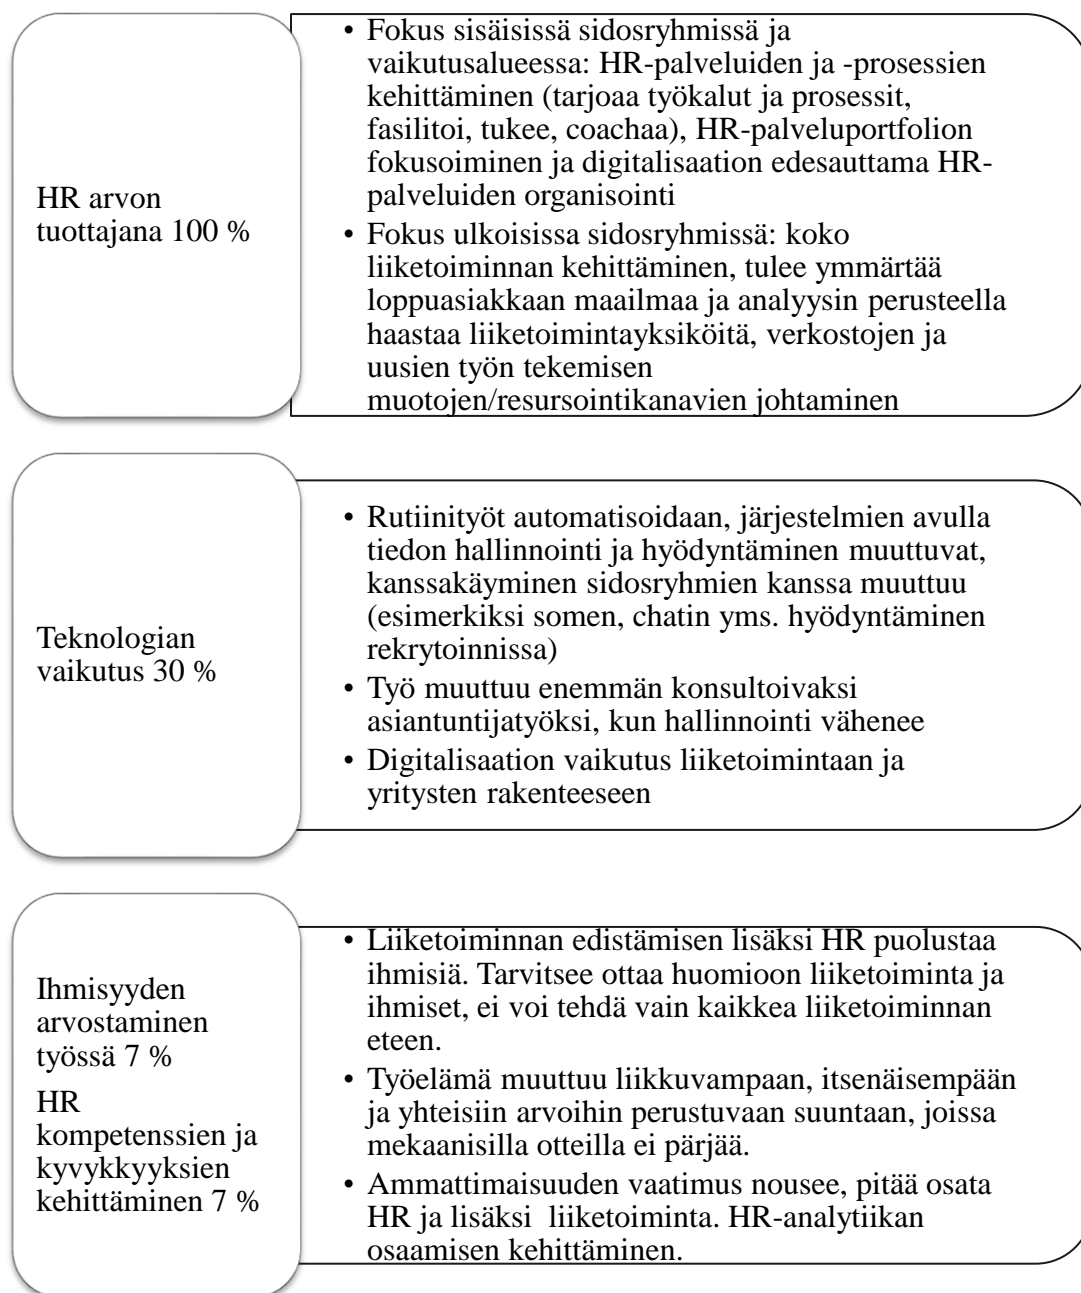 HR arvon
tuottajana 100 %
• Fokus sisäisissä sidosryhmissä ja
vaikutusalueessa: HR-palveluiden ja -prosessien
kehittäminen (tarjoaa työkalut ja prosessit,
fasilitoi, tukee, coachaa), HR-palveluportfolion
fokusoiminen ja digitalisaation edesauttama HR-
palveluiden organisointi
• Fokus ulkoisissa sidosryhmissä: koko
liiketoiminnan kehittäminen, tulee ymmärtää
loppuasiakkaan maailmaa ja analyysin perusteella
haastaa liiketoimintayksiköitä, verkostojen ja
uusien työn tekemisen
muotojen/resursointikanavien johtaminen
Teknologian
vaikutus 30 %
• Rutiinityöt automatisoidaan, järjestelmien avulla
tiedon hallinnointi ja hyödyntäminen muuttuvat,
kanssakäyminen sidosryhmien kanssa muuttuu
(esimerkiksi somen, chatin yms. hyödyntäminen
rekrytoinnissa)
• Työ muuttuu enemmän konsultoivaksi
asiantuntijatyöksi, kun hallinnointi vähenee
• Digitalisaation vaikutus liiketoimintaan ja
yritysten rakenteeseen
Ihmisyyden
arvostaminen
työssä 7 %
HR
kompetenssien ja
kyvykkyyksien
kehittäminen 7 %
• Liiketoiminnan edistämisen lisäksi HR puolustaa
ihmisiä. Tarvitsee ottaa huomioon liiketoiminta ja
ihmiset, ei voi tehdä vain kaikkea liiketoiminnan
eteen.
• Työelämä muuttuu liikkuvampaan, itsenäisempään
ja yhteisiin arvoihin perustuvaan suuntaan, joissa
mekaanisilla otteilla ei pärjää.
• Ammattimaisuuden vaatimus nousee, pitää osata
HR ja lisäksi liiketoiminta. HR-analytiikan
osaamisen kehittäminen.